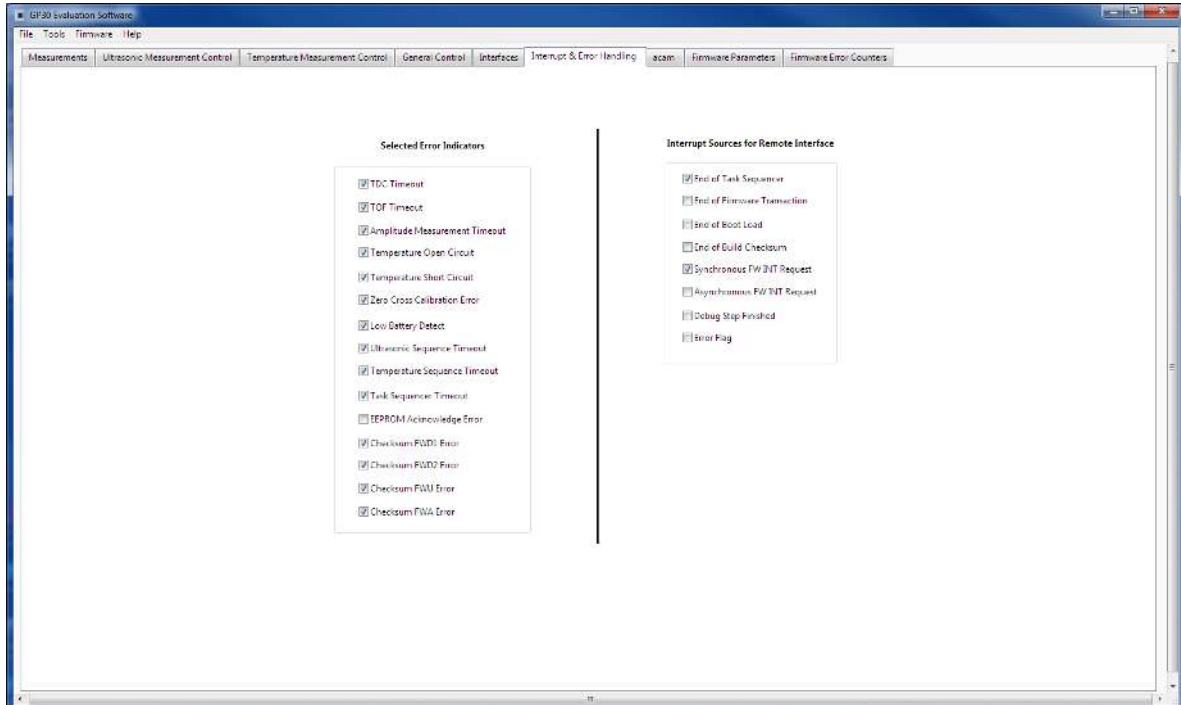 GP30 Evaluation Software
File Tools Firmware Help
Measurements Ultrasonic Measurement Control Temperature Measurement Control General Control Interfaces Interrupt & Error Handling acam Firmware Parameters Firmware Error Counters
Selected Error Indicators
TDC Timeout
TOF Timeout
Amplitude Measurement Timeout
Temperature Open Circuit
Temperature Short Circuit
Zero Cross Calibration Error
Low Battery Detect
Ultrasonic Sequence Timeout
Temperature Sequence Timeout
Task Sequencer Timeout
EEPROM Acknowledge Error
Checksum FWD1 Error
Checksum FWD2 Error
Checksum FWU Error
Checksum FWA Error
Interrupt Sources for Remote Interface
End of Task Sequencer
End of Firmware Transaction
End of Boot Load
End of Build Checksum
Synchronous FW INT Request
Asynchronous FW INT Request
Debug Step Finished
Error Flag